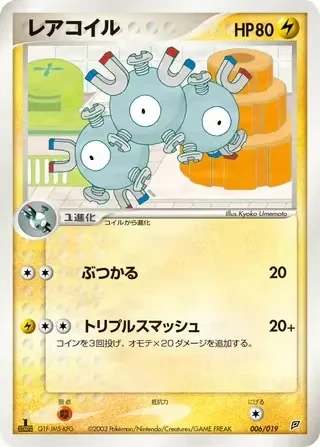 レアコイル HP80
Illus.Kyoko Umemoto
1進化 コイルから進化
ぶつかる 20
トリプルスマッシュ 20+
コインを3回投げ、オモテ×20ダメージを追加する。
弱点 抵抗力 にげる
1 ©2003 Pokémon/Nintendo/Creatures/GAME FREAK 006/019 P